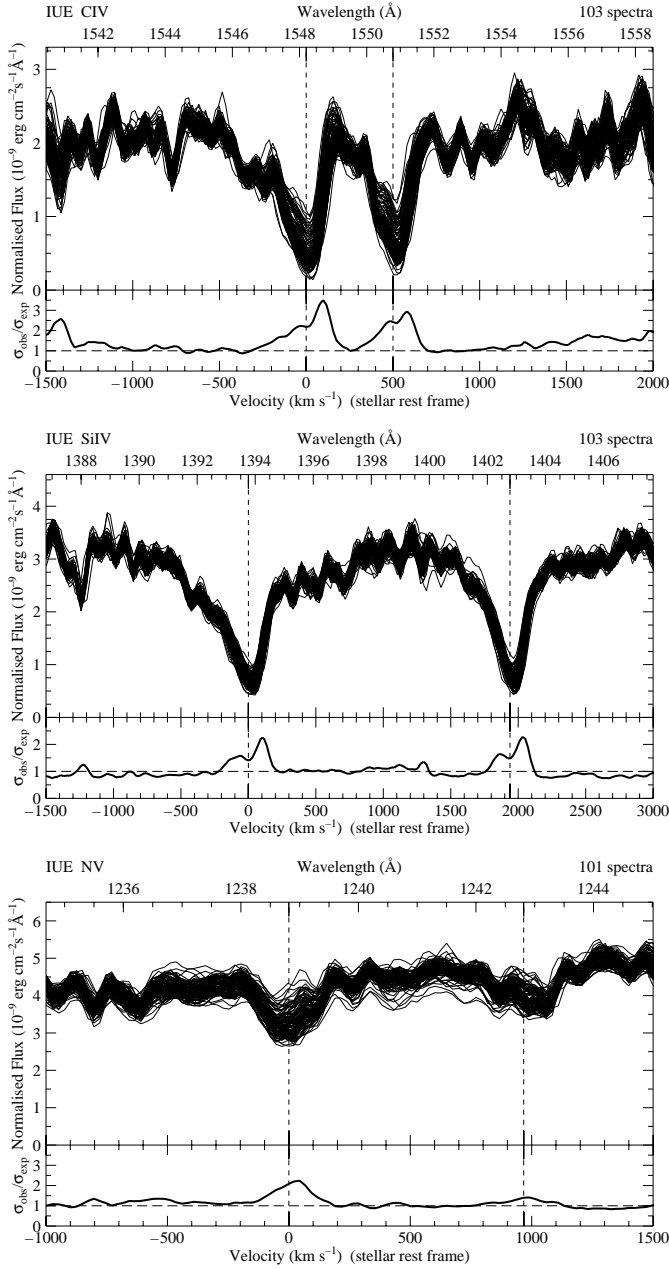 IUE CIV Wavelength (Å) 103 spectra
1542 1544 1546 1548 1550 1552 1554 1556 1558
Normalised Flux (10⁻⁹ erg cm⁻²s⁻¹Å⁻¹)
3
2
1
0
σobs/σexp
3
2
1
0
−1500 −1000 −500 0 500 1000 1500 2000
Velocity (km s⁻¹) (stellar rest frame)
IUE SiIV Wavelength (Å) 103 spectra
1388 1390 1392 1394 1396 1398 1400 1402 1404 1406
Normalised Flux (10⁻⁹ erg cm⁻²s⁻¹Å⁻¹)
4
3
2
1
0
σobs/σexp
2
1
0
−1500 −1000 −500 0 500 1000 1500 2000 2500 3000
Velocity (km s⁻¹) (stellar rest frame)
IUE NV Wavelength (Å) 101 spectra
1236 1238 1240 1242 1244
Normalised Flux (10⁻⁹ erg cm⁻²s⁻¹Å⁻¹)
6
5
4
3
2
1
0
σobs/σexp
3
2
1
0
−1000 −500 0 500 1000 1500
Velocity (km s⁻¹) (stellar rest frame)